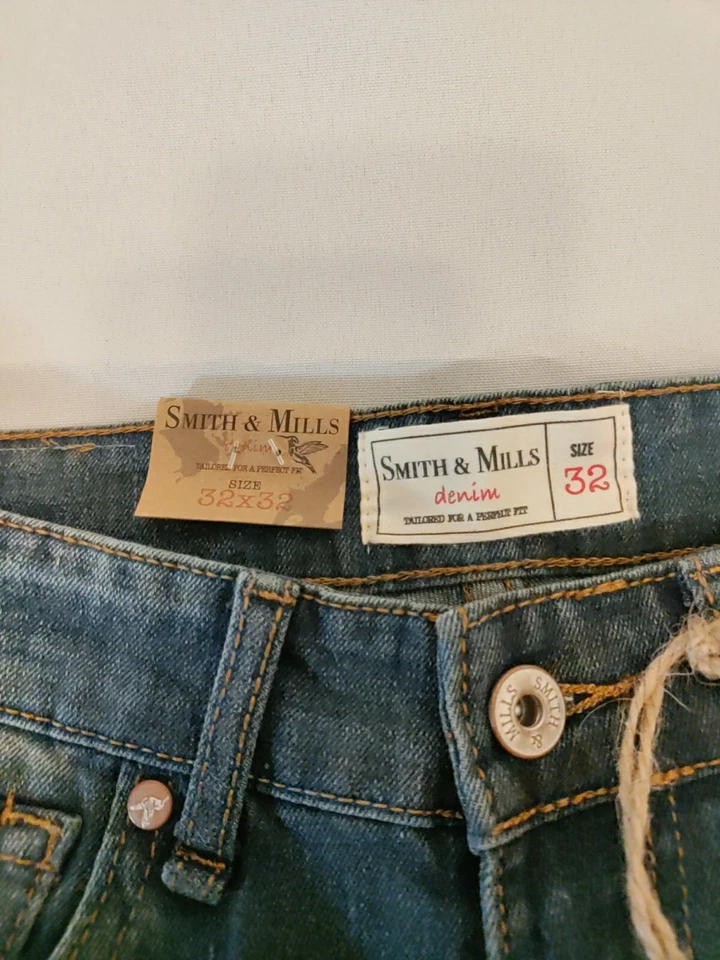 SMITH & MILLS
denim
TAILORED FOR A PERFECT FIT
SIZE
32x32
SMITH & MILLS
denim
TAILORED FOR A PERFECT FIT
SIZE
32
SMITH & MILLS